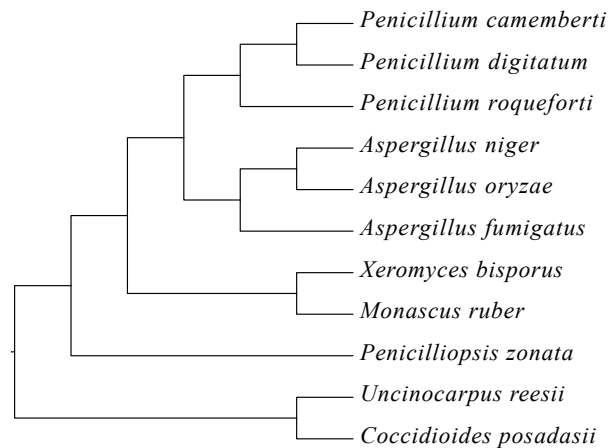 Penicillium camemberti
Penicillium digitatum
Penicillium roqueforti
Aspergillus niger
Aspergillus oryzae
Aspergillus fumigatus
Xeromyces bisporus
Monascus ruber
Penicilliopsis zonata
Uncinocarpus reesii
Coccidioides posadasii